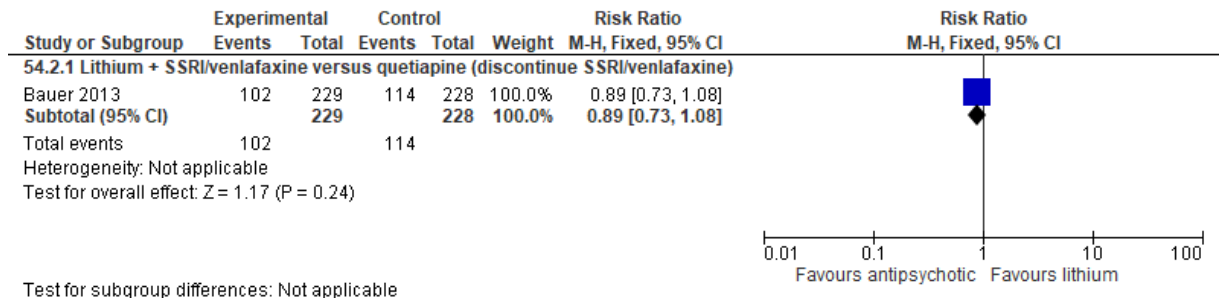 Experimental Control Risk Ratio Risk Ratio
Study or Subgroup Events Total Events Total Weight M-H, Fixed, 95% CI M-H, Fixed, 95% CI
54.2.1 Lithium + SSRI/venlafaxine versus quetiapine (discontinue SSRI/venlafaxine)
Bauer 2013 102 229 114 228 100.0% 0.89 [0.73, 1.08]
Subtotal (95% CI) 229 228 100.0% 0.89 [0.73, 1.08]
Total events 102 114
Heterogeneity: Not applicable
Test for overall effect: Z = 1.17 (P = 0.24)
0.01 0.1 1 10 100
Favours antipsychotic Favours lithium
Test for subgroup differences: Not applicable